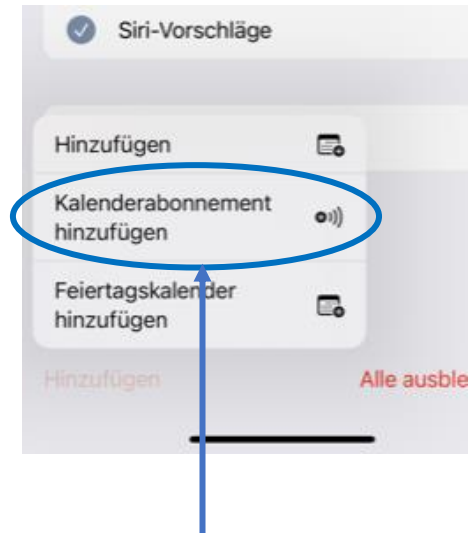 Siri-Vorschläge
Hinzufügen
Kalenderabonnement
hinzufügen
Feiertagskalender
hinzufügen
Hinzufügen
Alle ausble